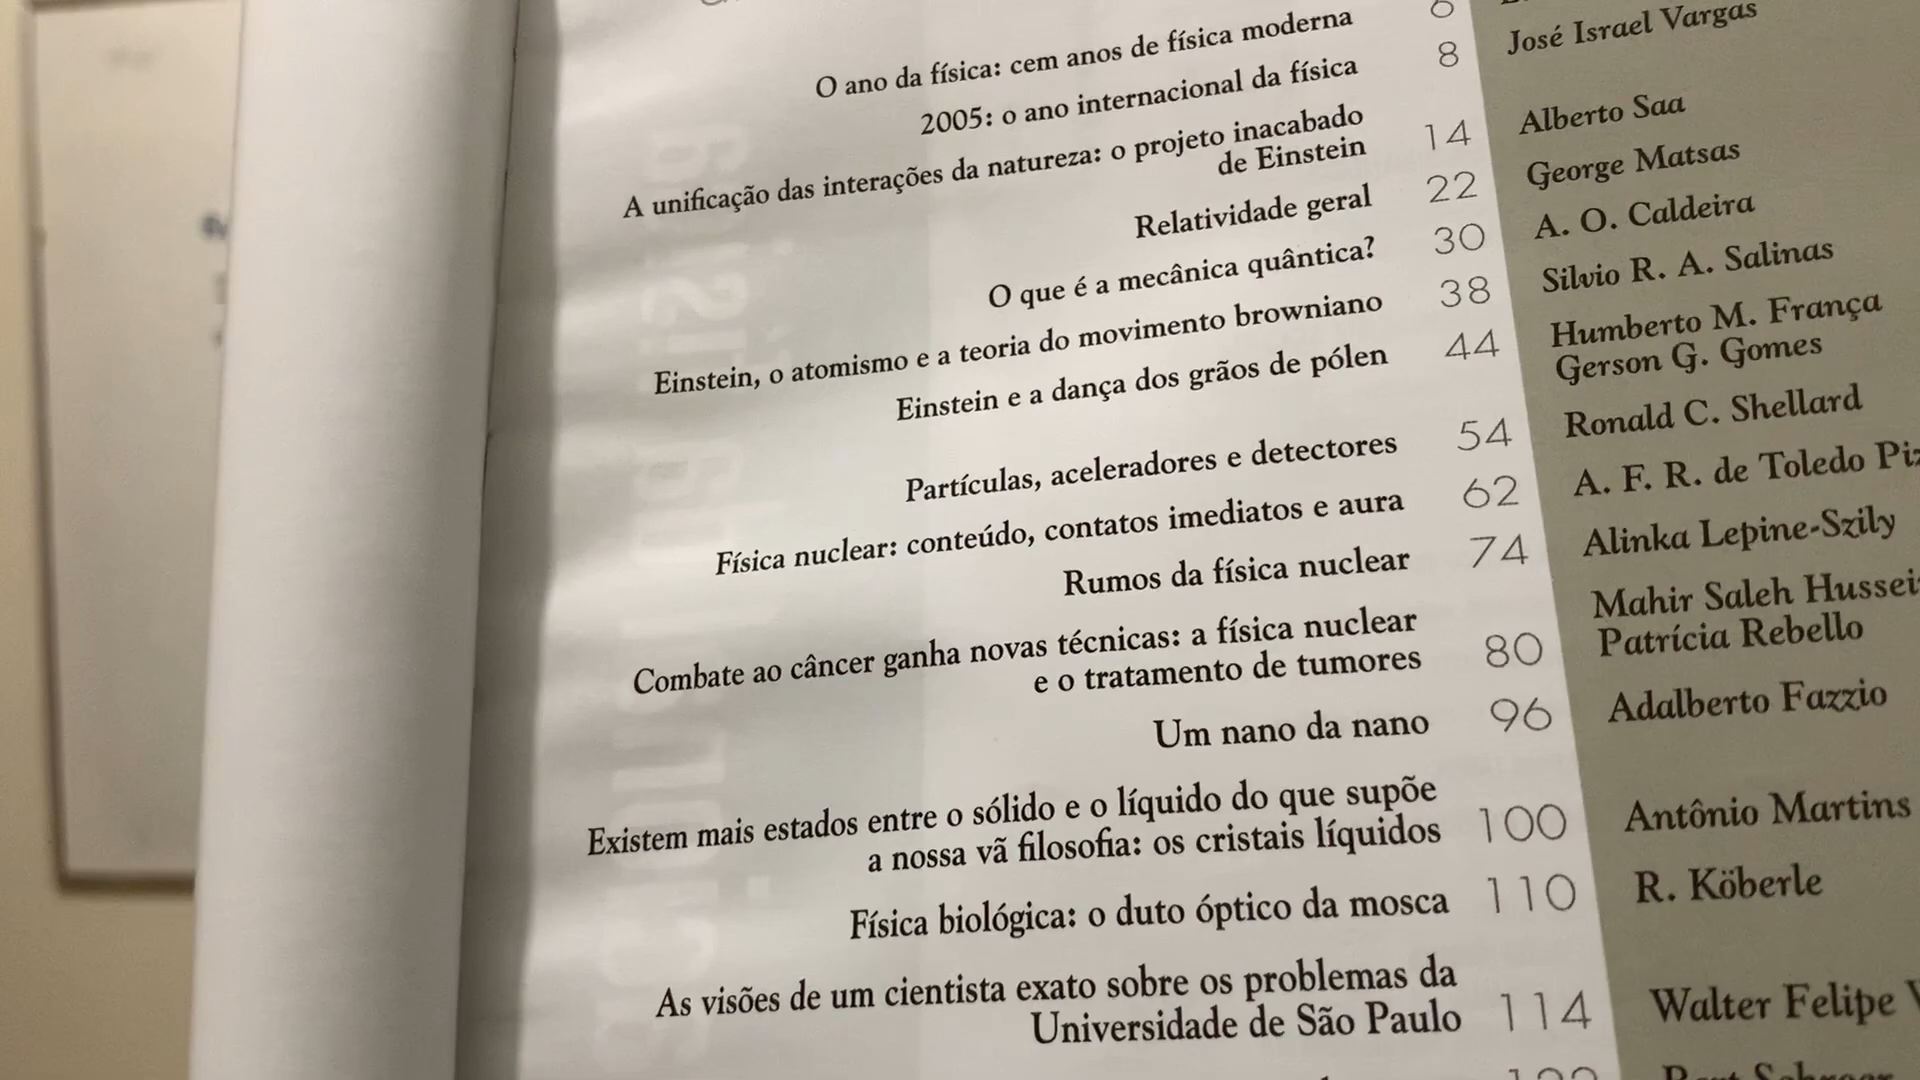 O ano da física: cem anos de física moderna 6
2005: o ano internacional da física 8 José Israel Vargas
A unificação das interações da natureza: o projeto inacabado
de Einstein 14 Alberto Saa
Relatividade geral 22 George Matsas
O que é a mecânica quântica? 30 A. O. Caldeira
Einstein, o atomismo e a teoria do movimento browniano 38 Silvio R. A. Salinas
Einstein e a dança dos grãos de pólen 44 Humberto M. França
Gerson G. Gomes
Partículas, aceleradores e detectores 54 Ronald C. Shellard
Física nuclear: conteúdo, contatos imediatos e aura 62 A. F. R. de Toledo
Rumos da física nuclear 74 Alinka Lepine-Szily
Combate ao câncer ganha novas técnicas: a física nuclear Mahir Saleh
e o tratamento de tumores 80 Patrícia Rebello
Um nano da nano 96 Adalberto Fazzio
Existem mais estados entre o sólido e o líquido do que supõe
a nossa vã filosofia: os cristais líquidos 100 Antônio Martins
Física biológica: o duto óptico da mosca 110 R. Köberle
As visões de um cientista exato sobre os problemas da
Universidade de São Paulo 114 Walter Felipe